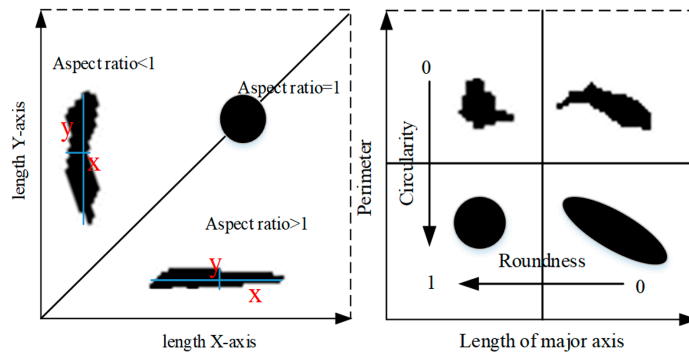 Aspect ratio<1
Aspect ratio=1
y
x
Aspect ratio>1
y
x
length Y-axis
length X-axis
Perimeter
Circularity
0
1
Roundness
0
Length of major axis